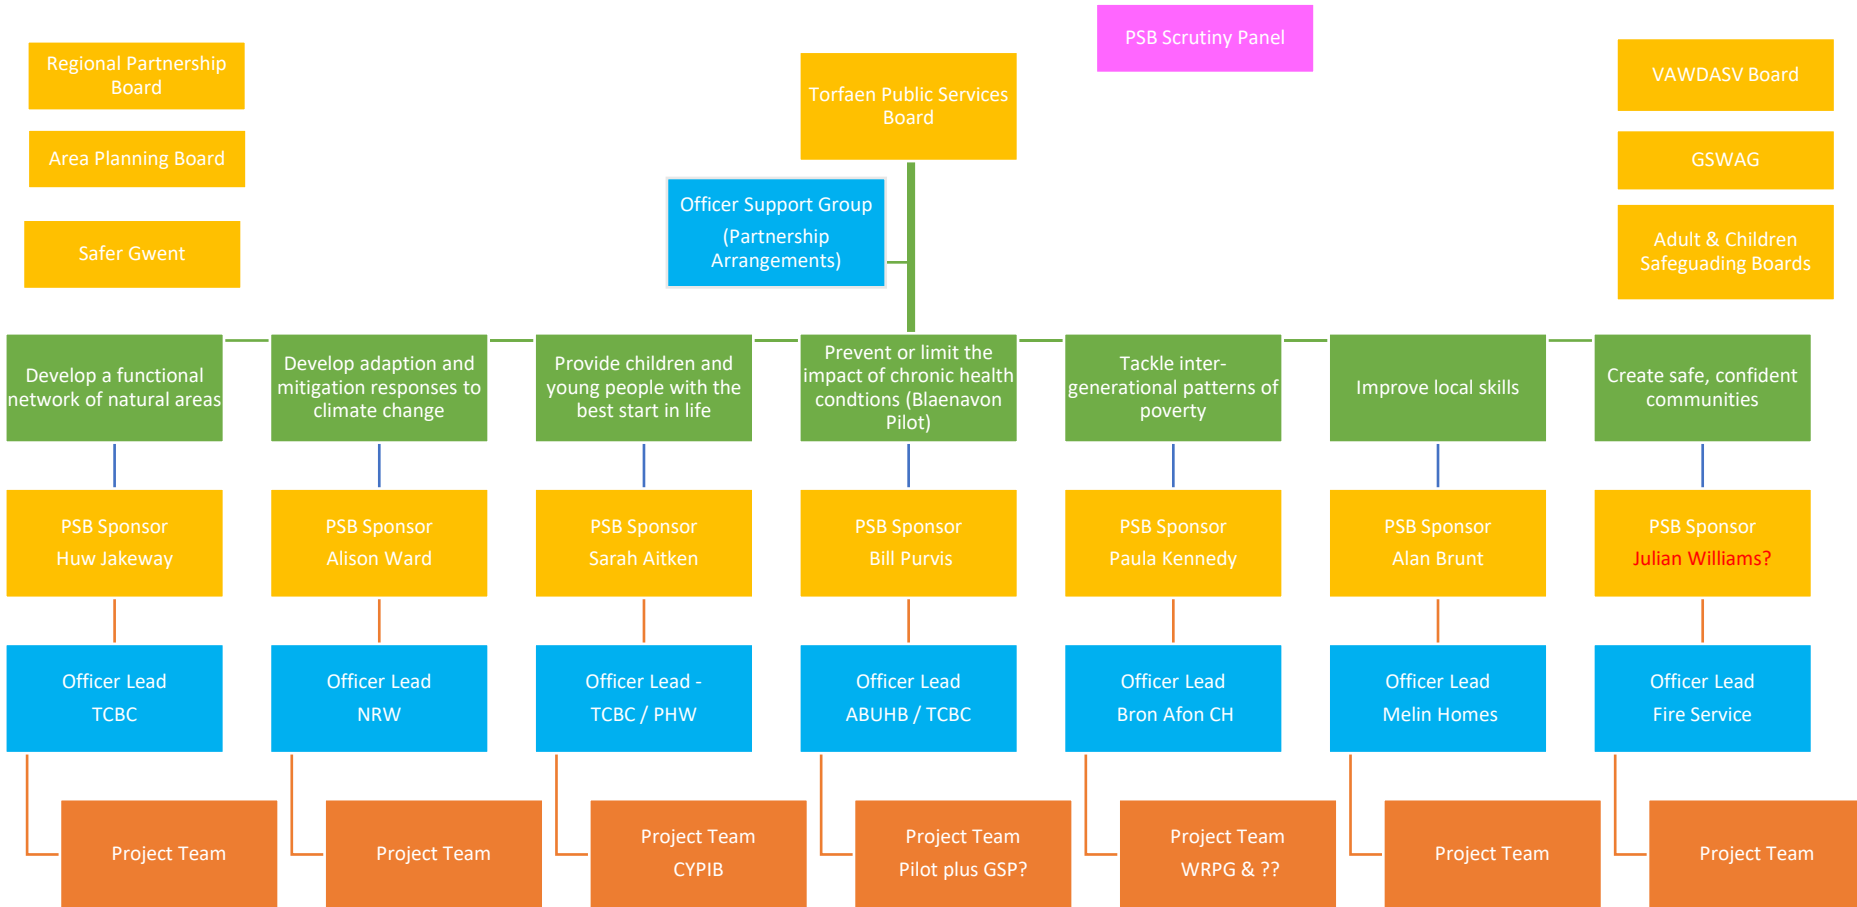 PSB Scrutiny Panel
Regional Partnership
Board
Torfaen Public Services
Board
VAWDASV Board
Area Planning Board
GSWAG
Officer Support Group
(Partnership
Arrangements)
Safer Gwent
Adult & Children
Safeguading Boards
Develop a functional
network of natural areas
Develop adaption and
mitigation responses to
climate change
Provide children and
young people with the
best start in life
Prevent or limit the
impact of chronic health
condtions (Blaenavon
Pilot)
Tackle inter-
generational patterns of
poverty
Improve local skills
Create safe, confident
communities
PSB Sponsor
Huw Jakeway
PSB Sponsor
Alison Ward
PSB Sponsor
Sarah Aitken
PSB Sponsor
Bill Purvis
PSB Sponsor
Paula Kennedy
PSB Sponsor
Alan Brunt
PSB Sponsor
Julian Williams?
Officer Lead
TCBC
Officer Lead
NRW
Officer Lead -
TCBC / PHW
Officer Lead
ABUHB / TCBC
Officer Lead
Bron Afon CH
Officer Lead
Melin Homes
Officer Lead
Fire Service
Project Team
Project Team
Project Team
CYPIB
Project Team
Pilot plus GSP?
Project Team
WRPG & ??
Project Team
Project Team